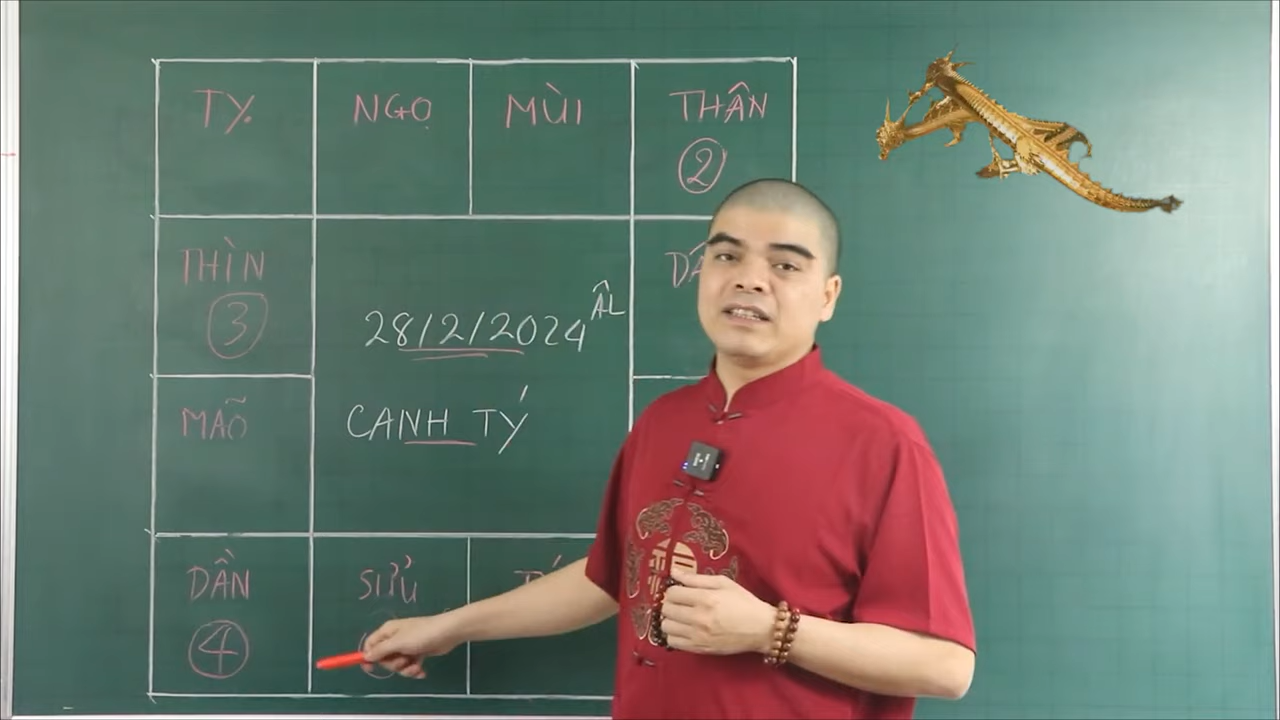 TỴ NGỌ MÙI THÂN
②
THÌN
③
28/2/2024 ÂL
MÃO
CANH TÝ
DẦN SỬU
④